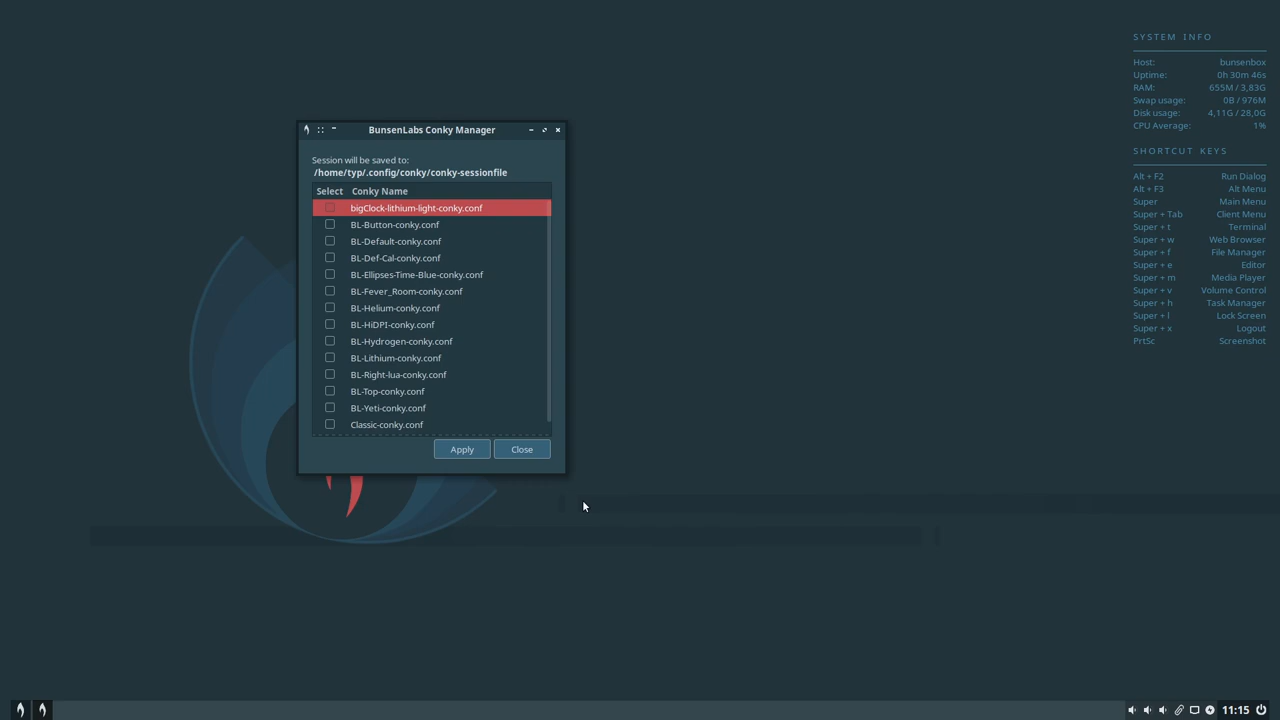 BunsenLabs Conky Manager
Session will be saved to:
/home/typ/.config/conky/conky-sessionfile
Select Conky Name
bigClock-lithium-light-conky.conf
BL-Button-conky.conf
BL-Default-conky.conf
BL-Def-Cal-conky.conf
BL-Ellipses-Time-Blue-conky.conf
BL-Fever_Room-conky.conf
BL-Helium-conky.conf
BL-HiDPI-conky.conf
BL-Hydrogen-conky.conf
BL-Lithium-conky.conf
BL-Right-lua-conky.conf
BL-Top-conky.conf
BL-Yeti-conky.conf
Classic-conky.conf
Apply Close
SYSTEM INFO
Host: bunsenbox
Uptime: 0h 30m 46s
RAM: 655M / 3,83G
Swap usage: 0B / 976M
Disk usage: 4,11G / 28,0G
CPU Average: 1%
SHORTCUT KEYS
Alt + F2 Run Dialog
Alt + F3 Alt Menu
Super Main Menu
Super + Tab Client Menu
Super + t Terminal
Super + w Web Browser
Super + f File Manager
Super + e Editor
Super + m Media Player
Super + v Volume Control
Super + h Task Manager
Super + l Lock Screen
Super + x Logout
PrtSc Screenshot
11:15